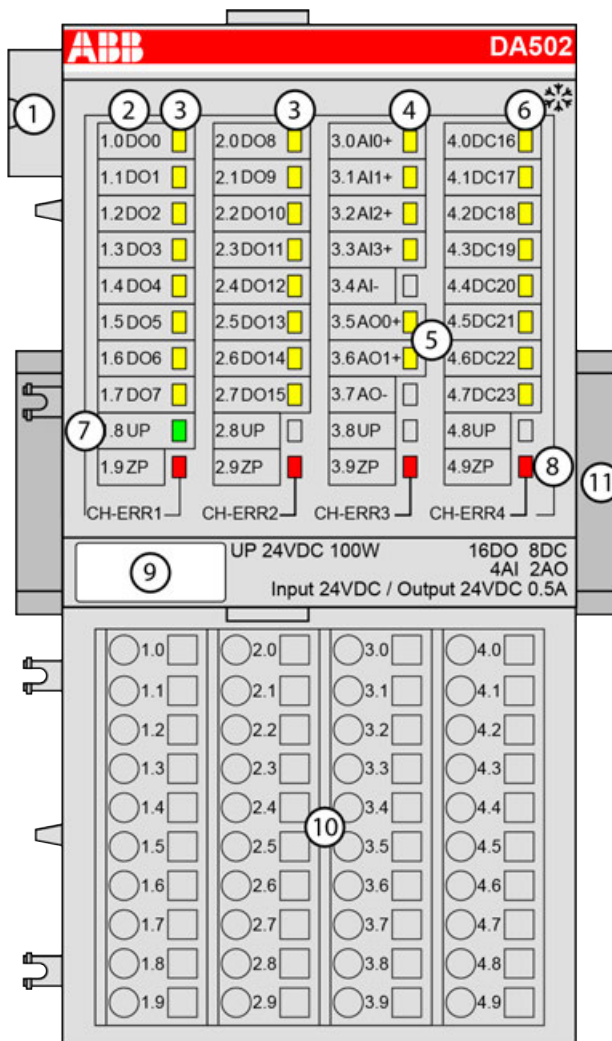 ABB DA502
1 2 3 3 4 6
1.0 DO0 2.0 DO8 3.0 AI0+ 4.0 DC16
1.1 DO1 2.1 DO9 3.1 AI1+ 4.1 DC17
1.2 DO2 2.2 DO10 3.2 AI2+ 4.2 DC18
1.3 DO3 2.3 DO11 3.3 AI3+ 4.3 DC19
1.4 DO4 2.4 DO12 3.4 AI- 4.4 DC20
1.5 DO5 2.5 DO13 3.5 AO0+ 5 4.5 DC21
1.6 DO6 2.6 DO14 3.6 AO1+ 4.6 DC22
1.7 DO7 2.7 DO15 3.7 AO- 4.7 DC23
7 .8 UP 2.8 UP 3.8 UP 4.8 UP
1.9 ZP 2.9 ZP 3.9 ZP 4.9 ZP 8
11
CH-ERR1 CH-ERR2 CH-ERR3 CH-ERR4
UP 24VDC 100W 16DO 8DC
9 4AI 2AO
Input 24VDC / Output 24VDC 0.5A
1.0 2.0 3.0 4.0
1.1 2.1 3.1 4.1
1.2 2.2 3.2 4.2
1.3 2.3 3.3 4.3
1.4 2.4 10 3.4 4.4
1.5 2.5 3.5 4.5
1.6 2.6 3.6 4.6
1.7 2.7 3.7 4.7
1.8 2.8 3.8 4.8
1.9 2.9 3.9 4.9